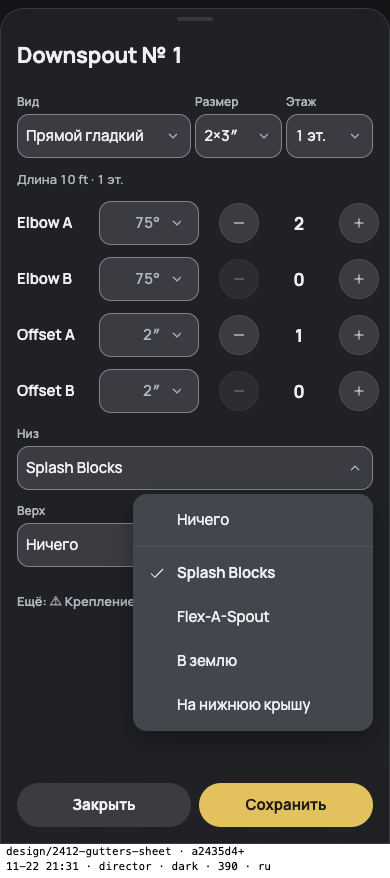 Downspout № 1
Вид Размер Этаж
Прямой гладкий 2×3″ 1 эт.
Длина 10 ft · 1 эт.
Elbow A 75° − 2 +
Elbow B 75° − 0 +
Offset A 2″ − 1 +
Offset B 2″ − 0 +
Низ
Splash Blocks
Верх
Ничего
Ещё: ⚠ Крепление
Ничего
✓ Splash Blocks
Flex-A-Spout
В землю
На нижнюю крышу
Закрыть Сохранить
design/2412-gutters-sheet · a2435d4+
11-22 21:31 · director · dark · 390 · ru